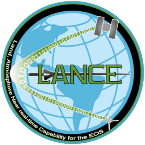 LANCE
Land Atmosphere Near real-time Capability for the EOS